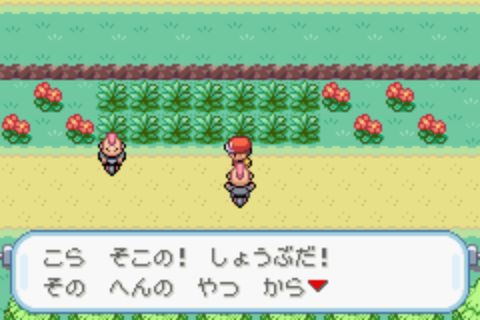 こら　そこの！　しょうぶだ！
その　へんの　やつ　から